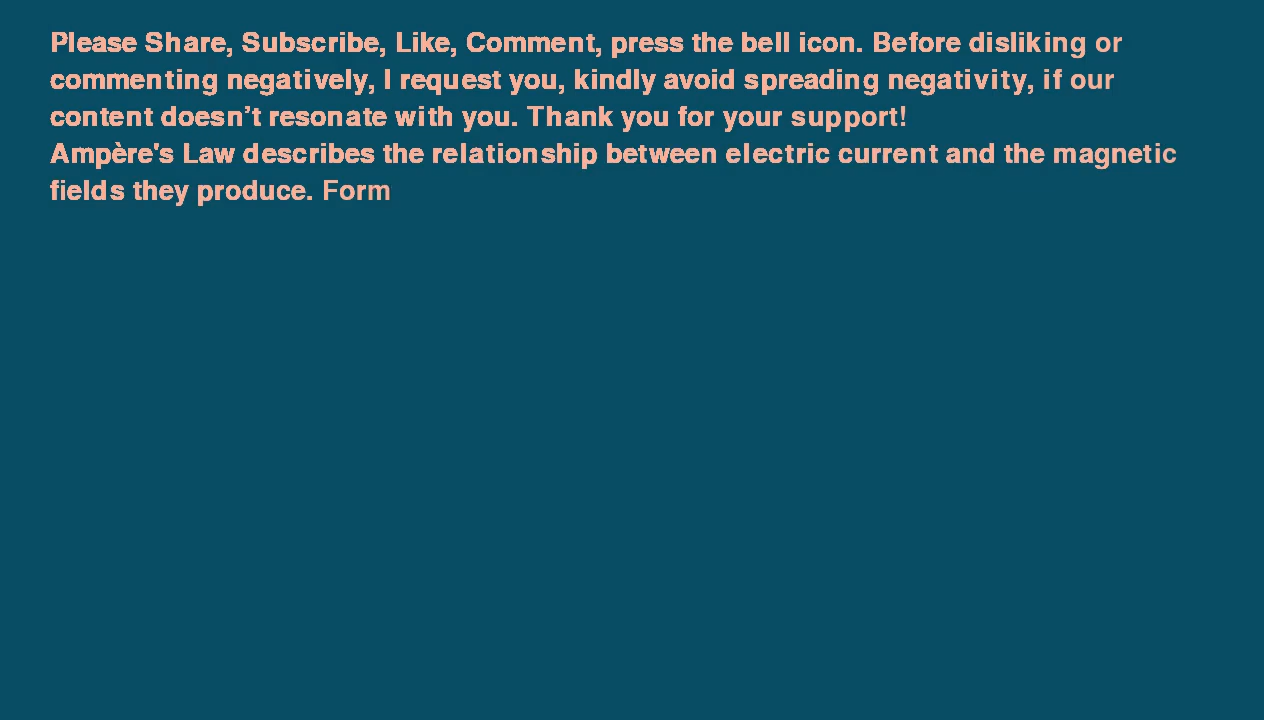 Please Share, Subscribe, Like, Comment, press the bell icon. Before disliking or
commenting negatively, I request you, kindly avoid spreading negativity, if our
content doesn’t resonate with you. Thank you for your support!
Ampère's Law describes the relationship between electric current and the magnetic
fields they produce. Form